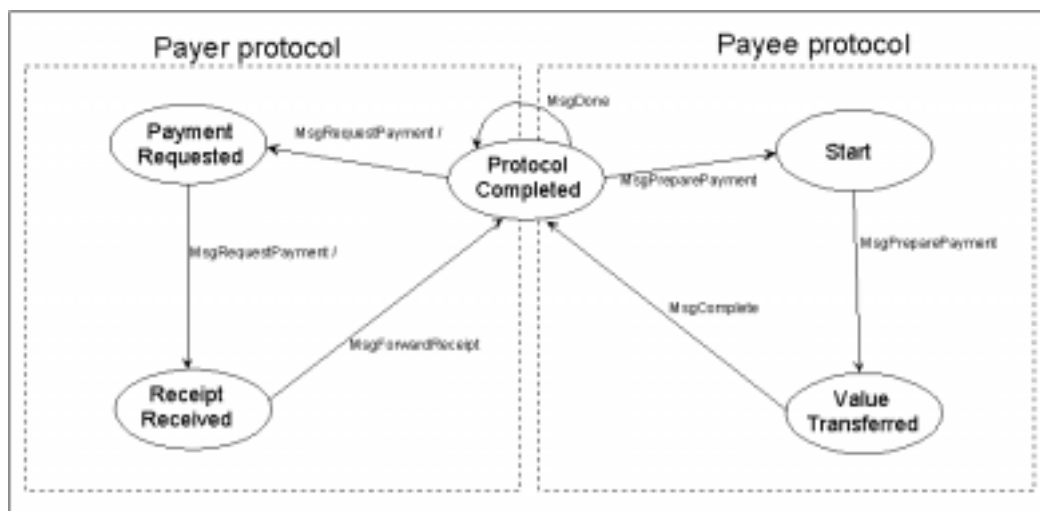 Payer protocol
Payee protocol
MsgDone
Payment
Requested
MsgRequestPayment /
Protocol
Completed
MsgPreparePayment
Start
MsgRequestPayment /
MsgPreparePayment
MsgComplete
MsgForwardReceipt
Receipt
Received
Value
Transferred